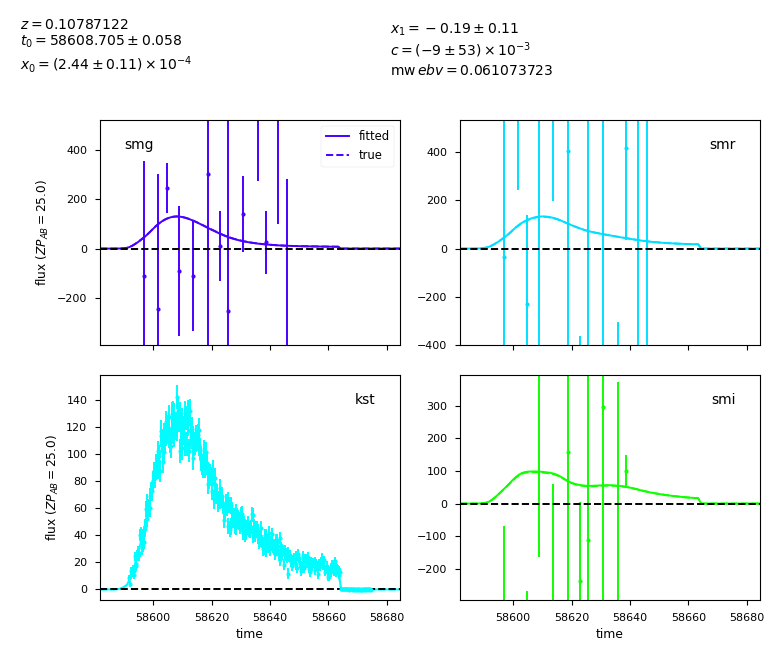 z = 0.10787122
t₀ = 58608.705 ± 0.058
x₀ = (2.44 ± 0.11) × 10⁻⁴
x₁ = − 0.19 ± 0.11
c = (−9 ± 53) × 10⁻³
mw ebv = 0.061073723
smg
fitted
true
flux (ZP_AB = 25.0)
400
200
0
−200
smr
400
200
0
−200
−400
kst
flux (ZP_AB = 25.0)
140
120
100
80
60
40
20
0
58600 58620 58640 58660 58680
time
smi
300
200
100
0
−100
−200
58600 58620 58640 58660 58680
time